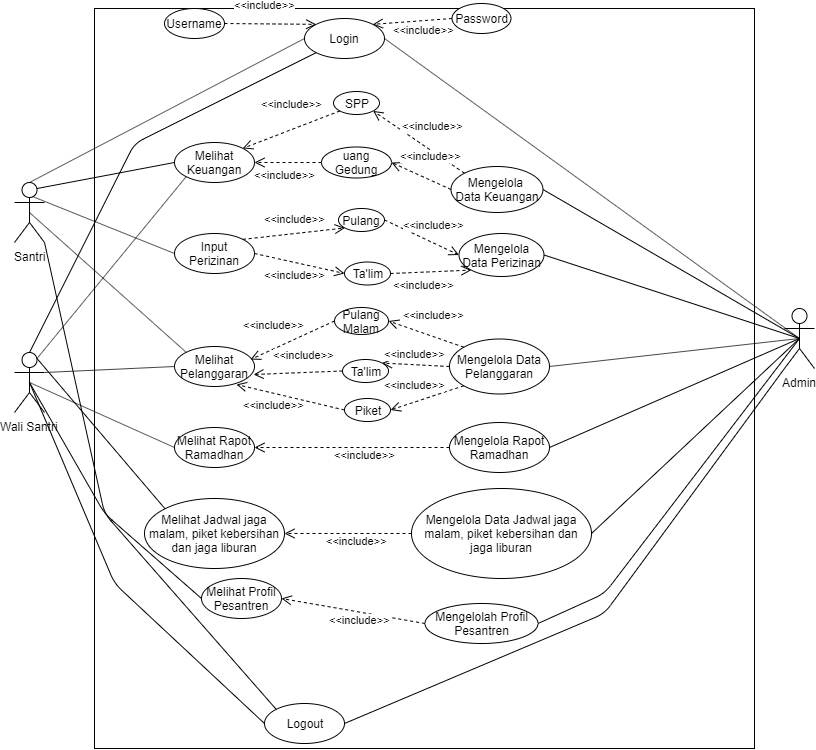 <<include>>
Username
Password
<<include>>
Login
<<include>>
SPP
<<include>>
Melihat
Keuangan
<<include>>
uang
Gedung
<<include>>
Mengelola
Data Keuangan
Santri
<<include>>
Pulang
<<include>>
Input
Perizinan
Mengelola
Data Perizinan
<<include>>
Ta'lim
<<include>>
<<include>>
Pulang
Malam
<<include>>
Melihat
Pelanggaran
<<include>>
Ta'lim
<<include>>
Mengelola Data
Pelanggaran
<<include>>
Piket
<<include>>
Admin
Wali Santri
Melihat Rapot
Ramadhan
<<include>>
Mengelola Rapot
Ramadhan
Melihat Jadwal jaga
malam, piket kebersihan
dan jaga liburan
<<include>>
Mengelola Data Jadwal jaga
malam, piket kebersihan dan
jaga liburan
Melihat Profil
Pesantren
<<include>>
Mengelolah Profil
Pesantren
Logout